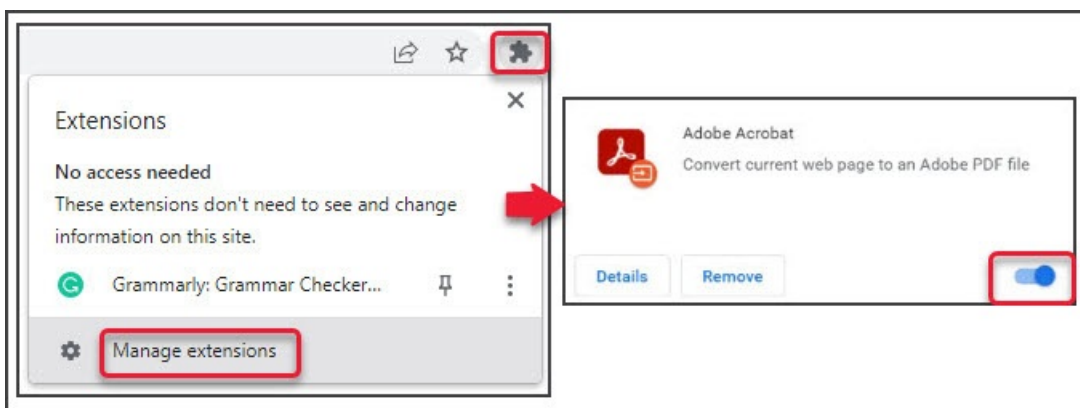 Extensions
No access needed
These extensions don't need to see and change
information on this site.
Grammarly: Grammar Checker...
Manage extensions
Adobe Acrobat
Convert current web page to an Adobe PDF file
Details Remove